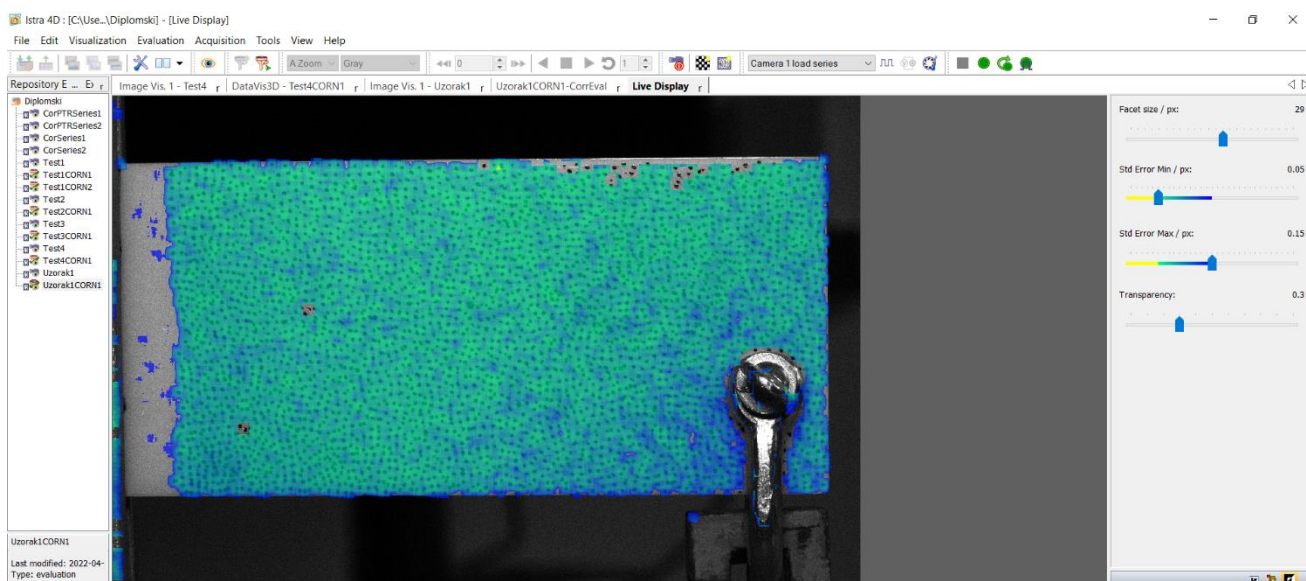 Istra 4D : [C:\Use...\Diplomski] - [Live Display]
File Edit Visualization Evaluation Acquisition Tools View Help
A Zoom Gray 0 1 Camera 1 load series
Repository E ... E› r Image Vis. 1 - Test4 r DataVis3D - Test4CORN1 r Image Vis. 1 - Uzorak1 r Uzorak1CORN1-CorrEval r Live Display r
Diplomski
CorPTRSeries1
CorPTRSeries2
CorSeries1
CorSeries2
Test1
Test1CORN1
Test1CORN2
Test2
Test2CORN1
Test3
Test3CORN1
Test4
Test4CORN1
Uzorak1
Uzorak1CORN1
Facet size / px: 29
Std Error Min / px: 0.05
Std Error Max / px: 0.15
Transparency: 0.3
Uzorak1CORN1
Last modified: 2022-04-
Type: evaluation